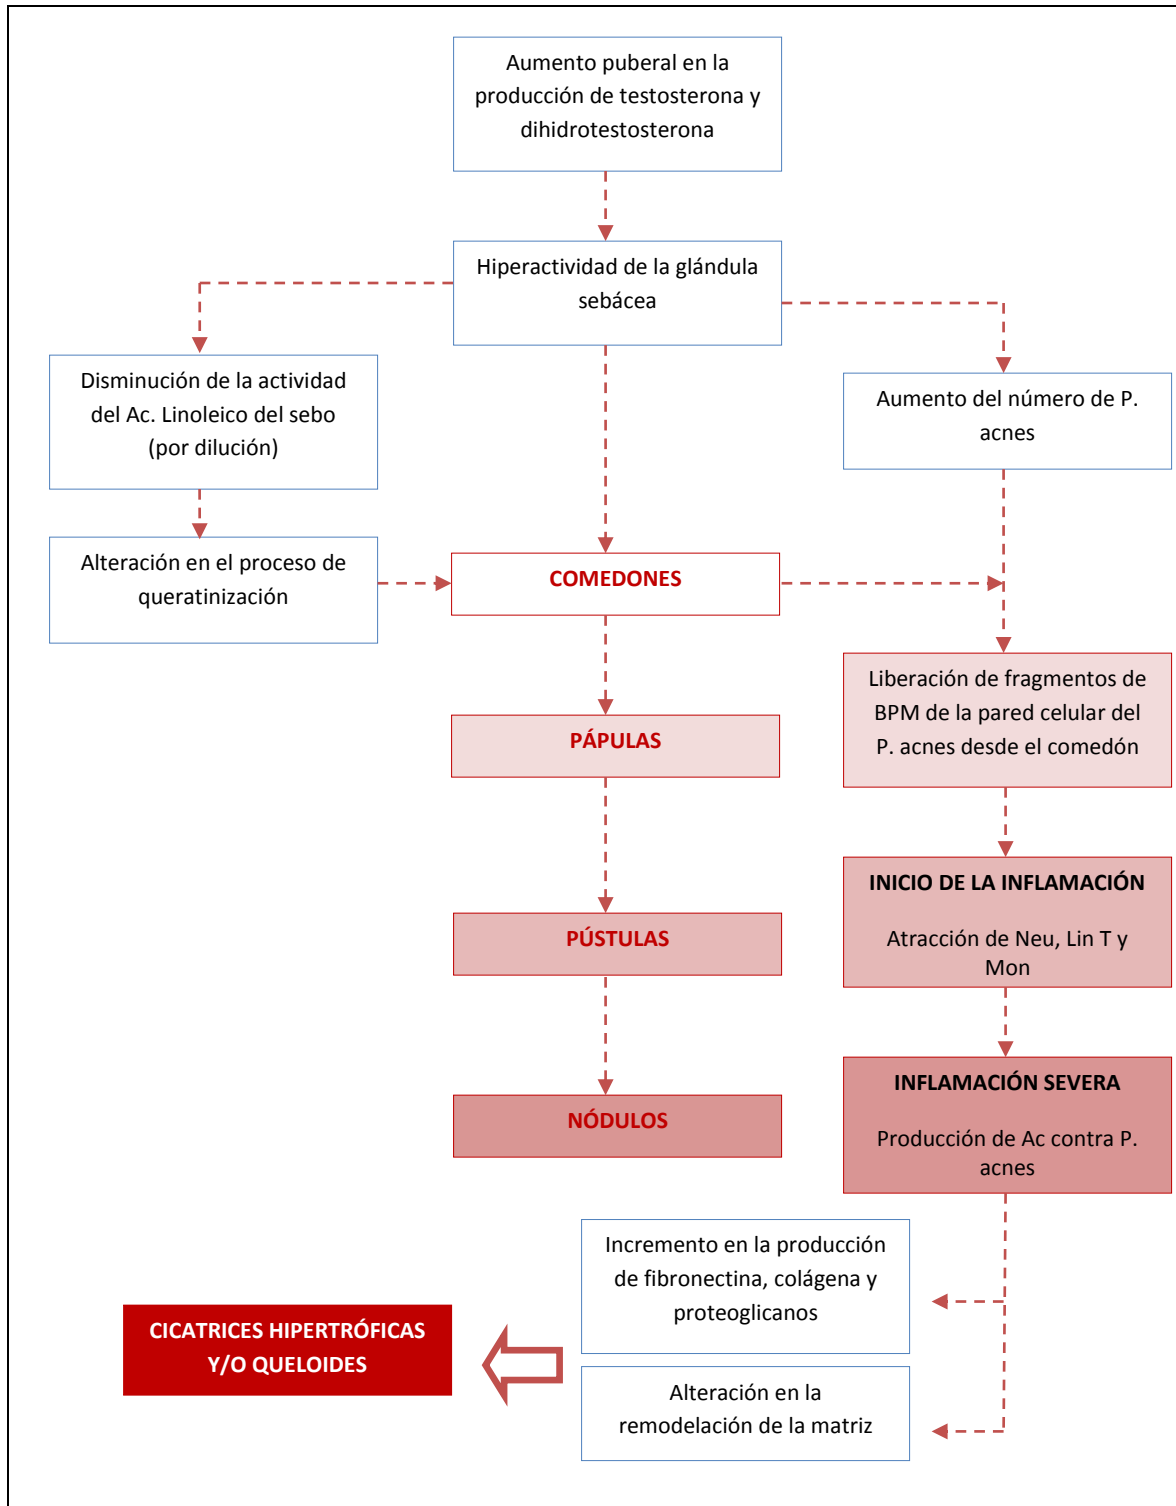 Aumento puberal en la
producción de testosterona y
dihidrotestosterona
Hiperactividad de la glándula
sebácea
Disminución de la actividad
del Ac. Linoleico del sebo
(por dilución)
Aumento del número de P.
acnes
Alteración en el proceso de
queratinización
COMEDONES
Liberación de fragmentos de
BPM de la pared celular del
P. acnes desde el comedón
PÁPULAS
INICIO DE LA INFLAMACIÓN
Atracción de Neu, Lin T y
Mon
PÚSTULAS
INFLAMACIÓN SEVERA
Producción de Ac contra P.
acnes
NÓDULOS
Incremento en la producción
de fibronectina, colágena y
proteoglicanos
CICATRICES HIPERTRÓFICAS
Y/O QUELOIDES
Alteración en la
remodelación de la matriz